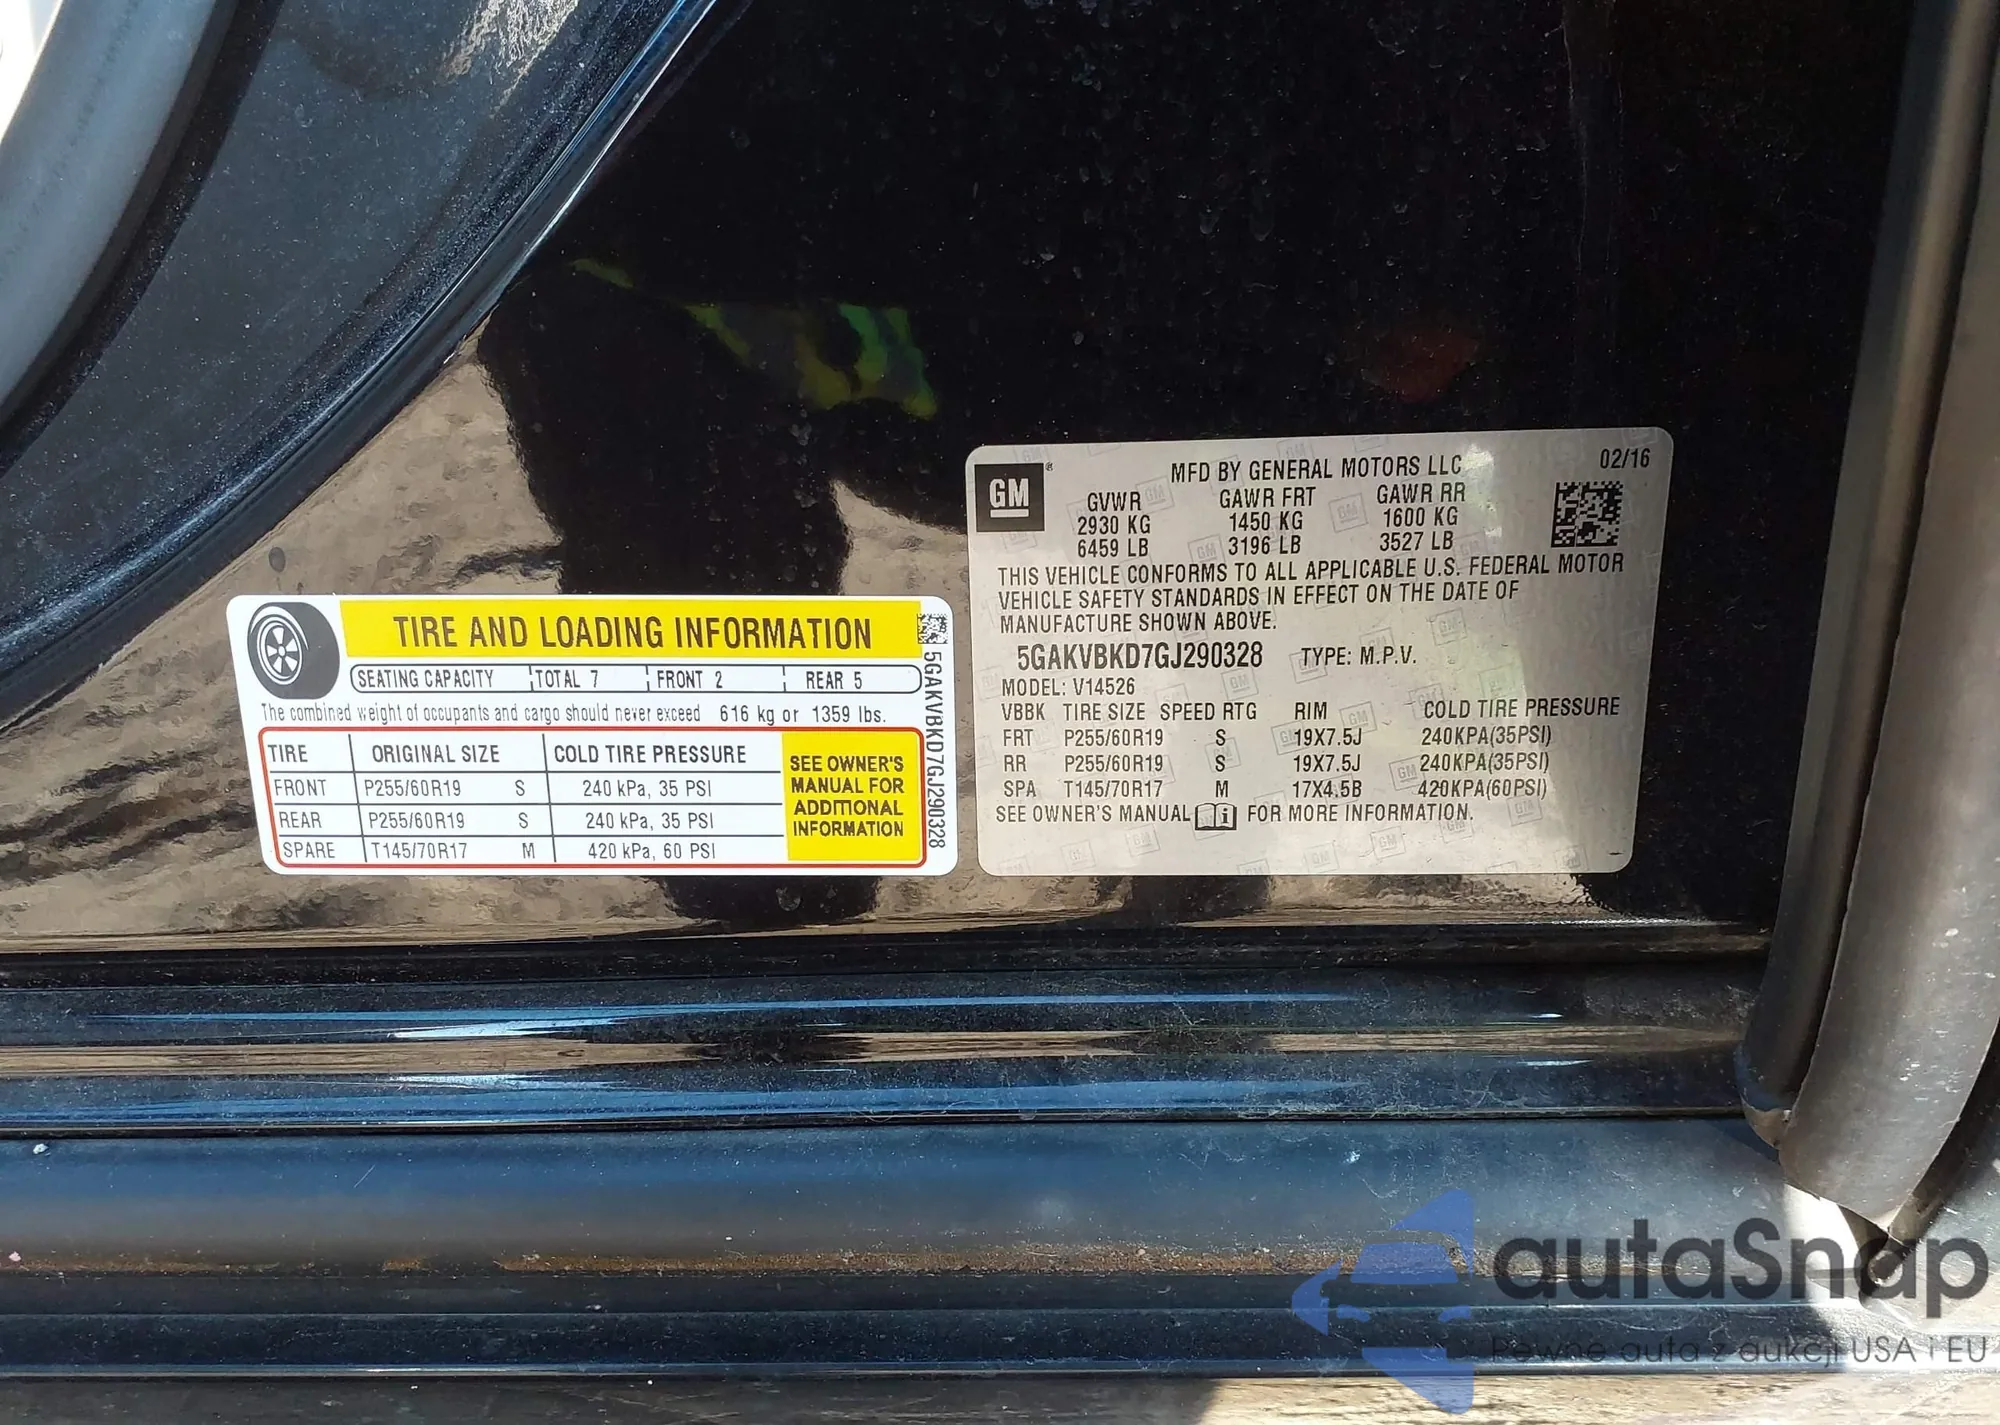 TIRE AND LOADING INFORMATION
SEATING CAPACITY TOTAL 7 FRONT 2 REAR 5
The combined weight of occupants and cargo should never exceed 616 kg or 1359 lbs.
TIRE ORIGINAL SIZE COLD TIRE PRESSURE
FRONT P255/60R19 S 240 kPa, 35 PSI
REAR P255/60R19 S 240 kPa, 35 PSI
SPARE T145/70R17 M 420 kPa, 60 PSI
SEE OWNER'S
MANUAL FOR
ADDITIONAL
INFORMATION
5GAKVBKD7GJ290328
GM
MFD BY GENERAL MOTORS LLC 02/16
GVWR GAWR FRT GAWR RR
2930 KG 1450 KG 1600 KG
6459 LB 3196 LB 3527 LB
THIS VEHICLE CONFORMS TO ALL APPLICABLE U.S. FEDERAL MOTOR
VEHICLE SAFETY STANDARDS IN EFFECT ON THE DATE OF
MANUFACTURE SHOWN ABOVE.
5GAKVBKD7GJ290328 TYPE: M.P.V.
MODEL: V14526
VBBK TIRE SIZE SPEED RTG RIM COLD TIRE PRESSURE
FRT P255/60R19 S 19X7.5J 240KPA(35PSI)
RR P255/60R19 S 19X7.5J 240KPA(35PSI)
SPA T145/70R17 M 17X4.5B 420KPA(60PSI)
SEE OWNER'S MANUAL FOR MORE INFORMATION.
autaSnap
Pewne auta z aukcji USA i EU